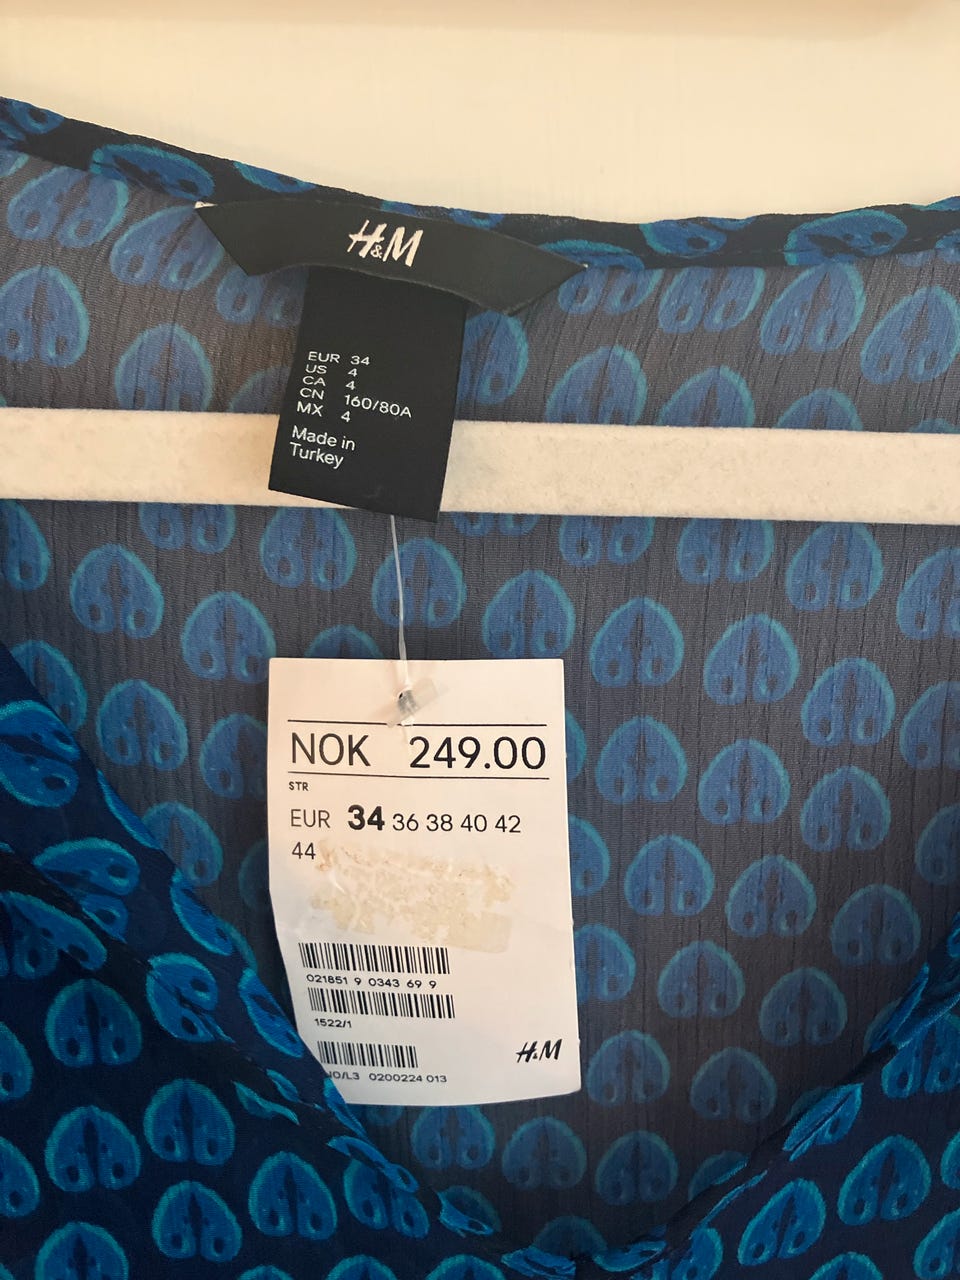 H&M
EUR 34
US 4
CA 4
CN 160/80A
MX 4
Made in
Turkey
NOK 249.00
STR
EUR 34 36 38 40 42
44
021851 9 0343 69 9
1522/1
0200224 013
H&M